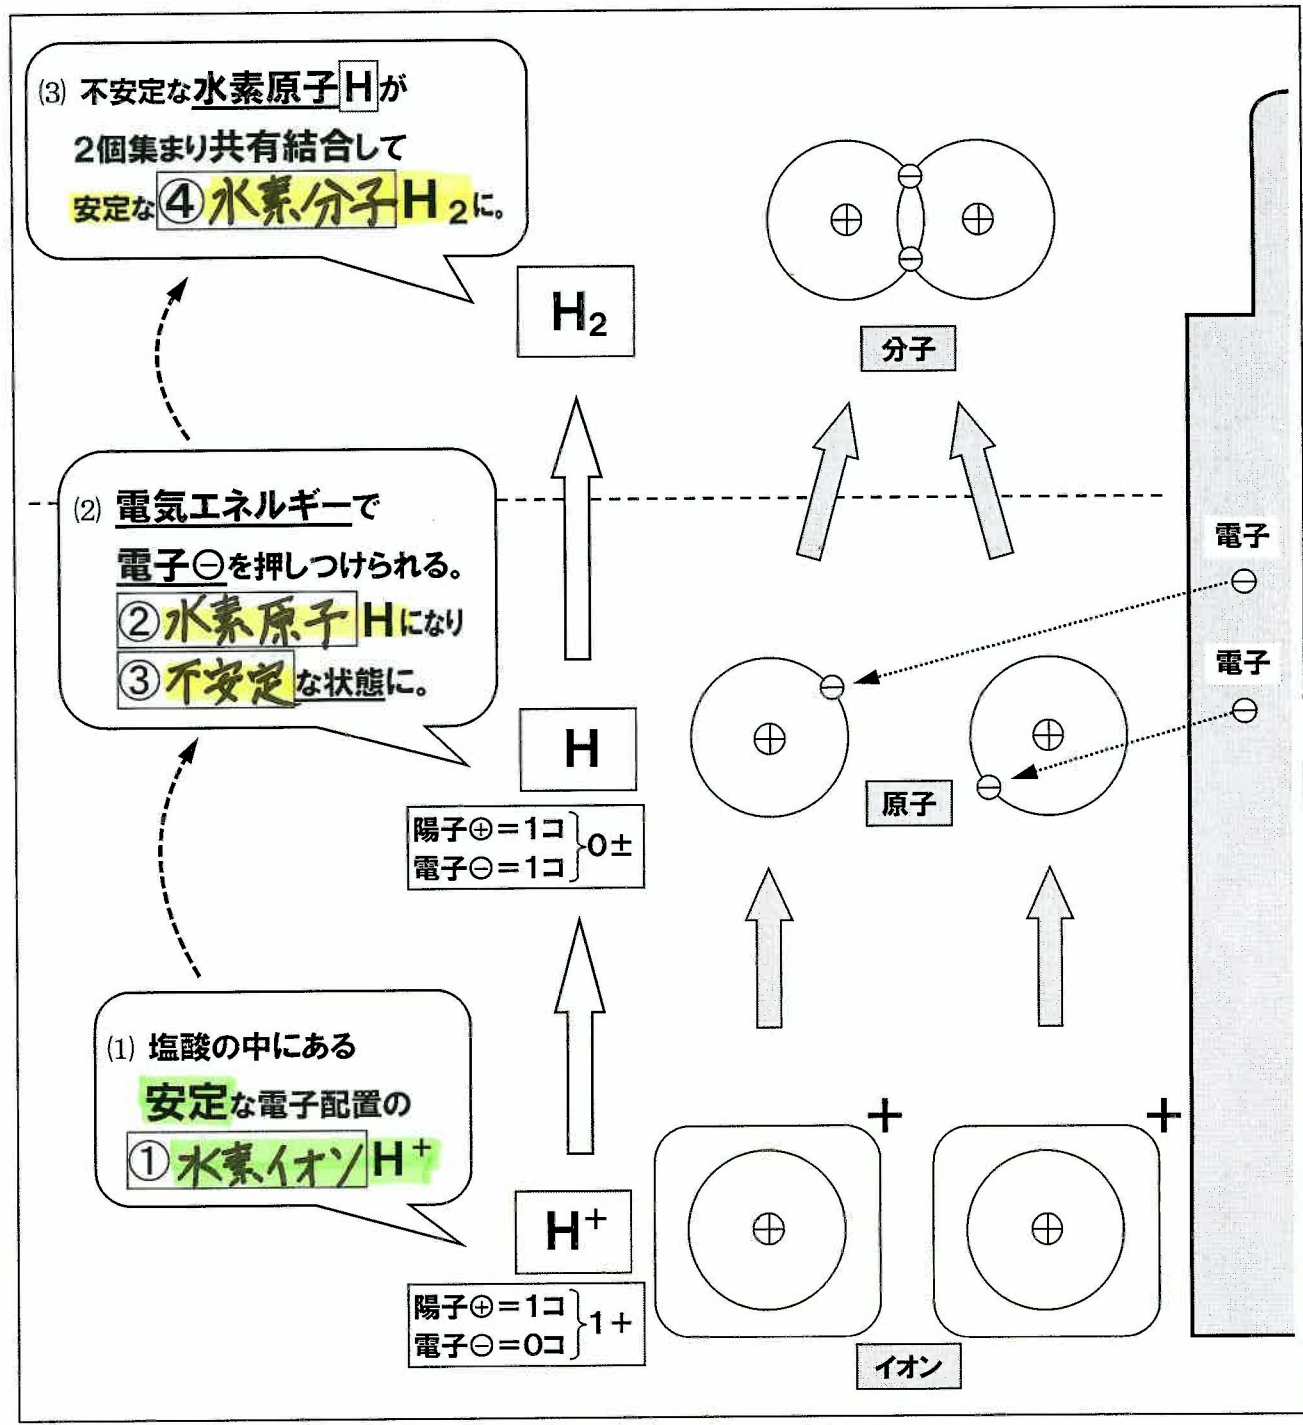 (3) 不安定な水素原子Hが
2個集まり共有結合して
安定な④水素分子H₂に。
H₂
分子
(2) 電気エネルギーで
電子⊖を押しつけられる。
②水素原子Hになり
③不安定な状態に。
電子
⊖
電子
⊖
H
陽子⊕=1コ
電子⊖=1コ
}0±
原子
(1) 塩酸の中にある
安定な電子配置の
①水素イオンH⁺
H⁺
陽子⊕=1コ
電子⊖=0コ
}1+
+
+
イオン